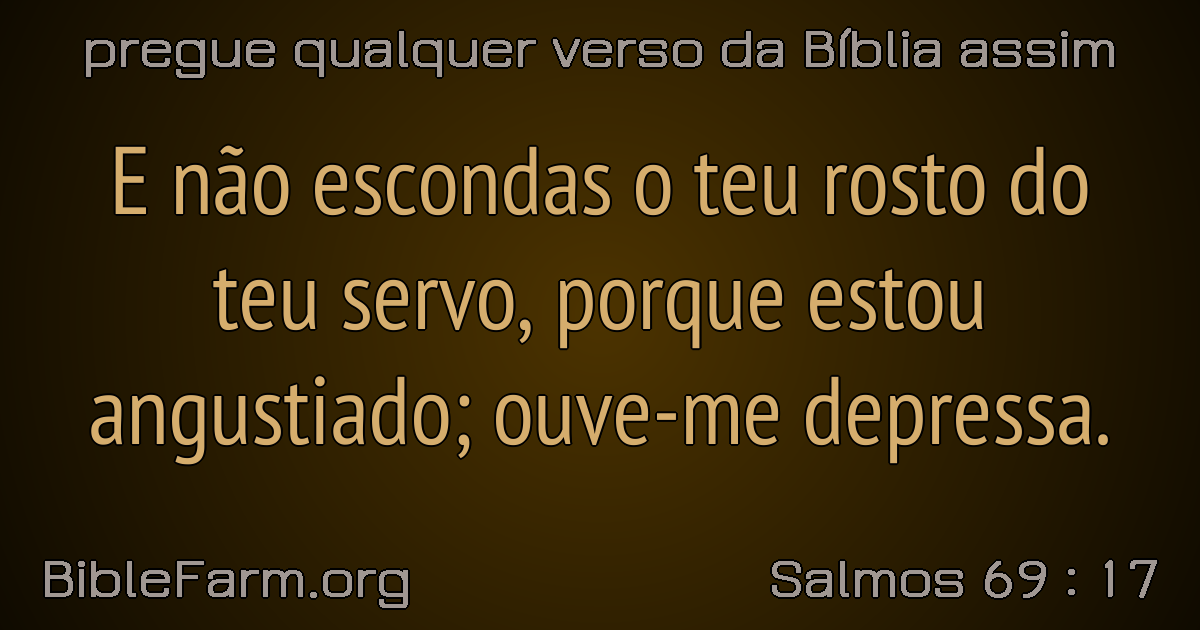 pregue qualquer verso da Bíblia assim
E não escondas o teu rosto do
teu servo, porque estou
angustiado; ouve-me depressa.
BibleFarm.org
Salmos 69 : 17